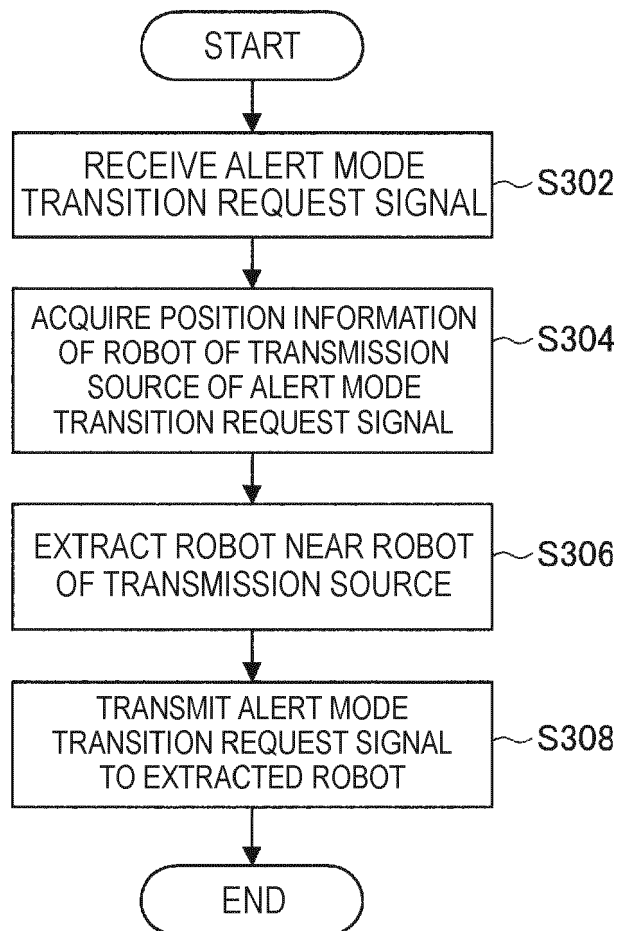 START
RECEIVE ALERT MODE
TRANSITION REQUEST SIGNAL
S302
ACQUIRE POSITION INFORMATION
OF ROBOT OF TRANSMISSION
SOURCE OF ALERT MODE
TRANSITION REQUEST SIGNAL
S304
EXTRACT ROBOT NEAR ROBOT
OF TRANSMISSION SOURCE
S306
TRANSMIT ALERT MODE
TRANSITION REQUEST SIGNAL
TO EXTRACTED ROBOT
S308
END